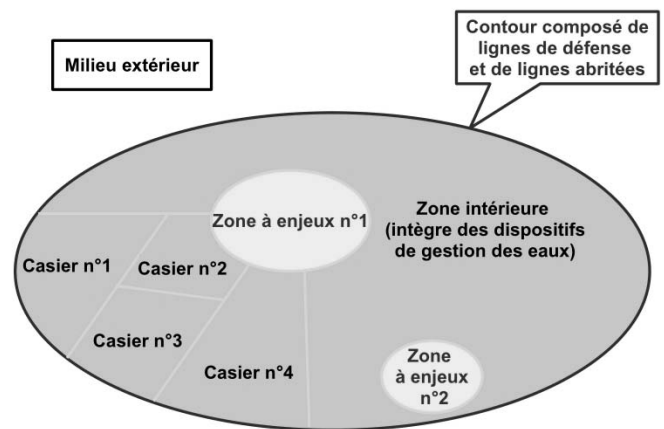 Contour composé de
lignes de défense
et de lignes abritées
Milieu extérieur
Zone à enjeux n°1
Zone intérieure
(intègre des dispositifs
de gestion des eaux)
Casier n°1
Casier n°2
Casier n°3
Casier n°4
Zone
à enjeux
n°2